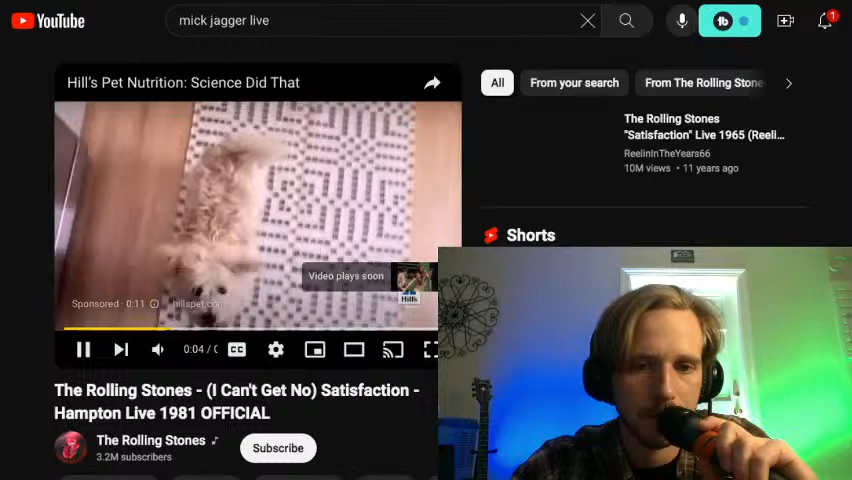 YouTube
mick jagger live
1
Hill's Pet Nutrition: Science Did That
Video plays soon
Hill's
Sponsored · 0:11
0:04 /
CC
The Rolling Stones - (I Can't Get No) Satisfaction -
Hampton Live 1981 OFFICIAL
The Rolling Stones
3.2M subscribers
Subscribe
All
From your search
From The Rolling Stone
The Rolling Stones
"Satisfaction" Live 1965 (Reeli...
ReelinInTheYears66
10M views • 11 years ago
Shorts